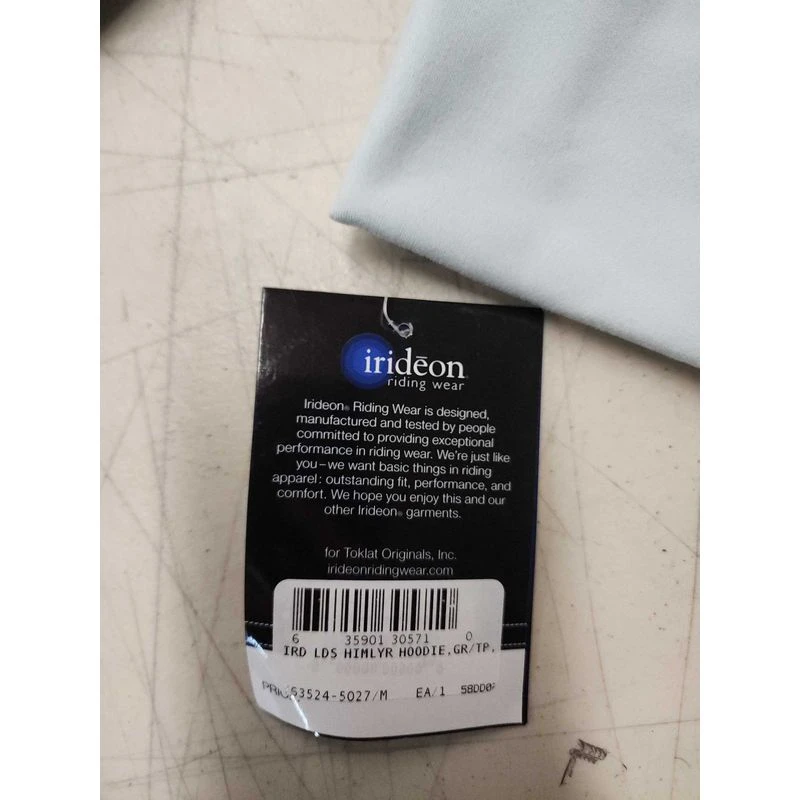 iridēon®
riding wear
Irideon® Riding Wear is designed,
manufactured and tested by people
committed to providing exceptional
performance in riding wear. We're just like
you–we want basic things in riding
apparel: outstanding fit, performance, and
comfort. We hope you enjoy this and our
other Irideon® garments.
for Toklat Originals, Inc.
irideonridingwear.com
6 35901 30571 0
IRD LDS HIMLYR HOODIE,GR/TP,
63524-5027/M EA/1